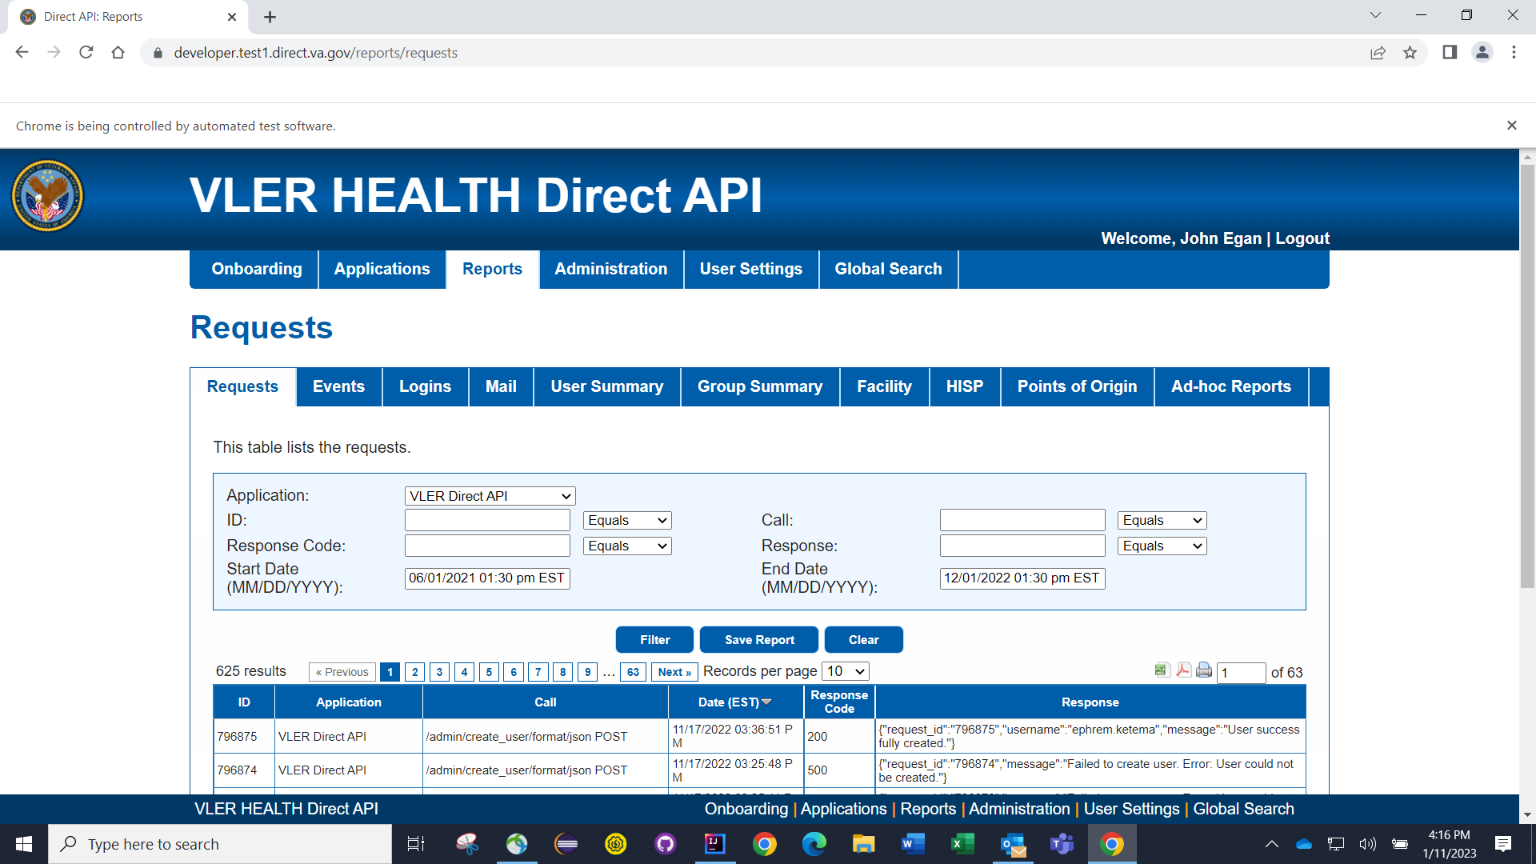 Direct API: Reports
developer.test1.direct.va.gov/reports/requests
Chrome is being controlled by automated test software.
VLER HEALTH Direct API
Welcome, John Egan | Logout
Onboarding Applications Reports Administration User Settings Global Search
Requests
Requests Events Logins Mail User Summary Group Summary Facility HISP Points of Origin Ad-hoc Reports
This table lists the requests.
Application: VLER Direct API
ID: Equals Call: Equals
Response Code: Equals Response: Equals
Start Date (MM/DD/YYYY): 06/01/2021 01:30 pm EST End Date (MM/DD/YYYY): 12/01/2022 01:30 pm EST
Filter Save Report Clear
625 results « Previous 1 2 3 4 5 6 7 8 9 ... 63 Next » Records per page 10 1 of 63
ID Application Call Date (EST) Response Code Response
796875 VLER Direct API /admin/create_user/format/json POST 11/17/2022 03:36:51 PM 200 {"request_id":"796875","username":"ephrem.ketema","message":"User successfully created."}
796874 VLER Direct API /admin/create_user/format/json POST 11/17/2022 03:25:48 PM 500 {"request_id":"796874","message":"Failed to create user. Error: User could not be created."}
VLER HEALTH Direct API Onboarding | Applications | Reports | Administration | User Settings | Global Search
Type here to search
4:16 PM
1/11/2023